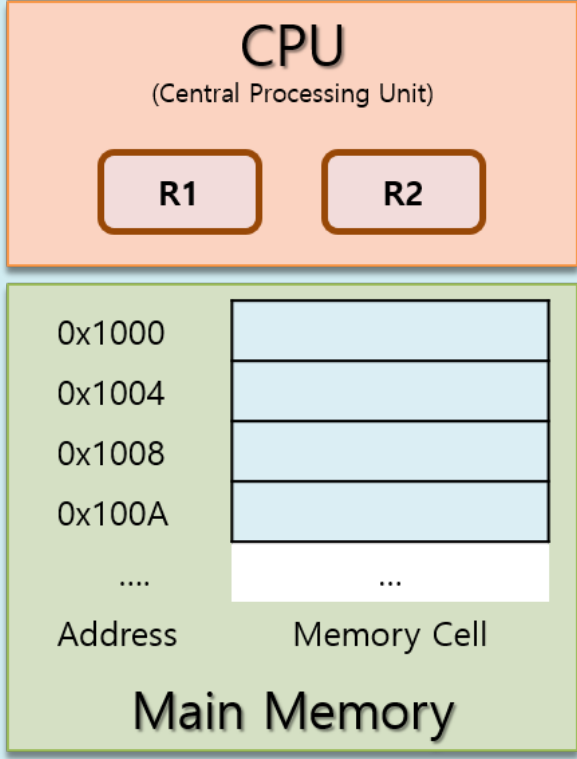 CPU
(Central Processing Unit)
R1 R2
0x1000
0x1004
0x1008
0x100A
.... ...
Address Memory Cell
Main Memory